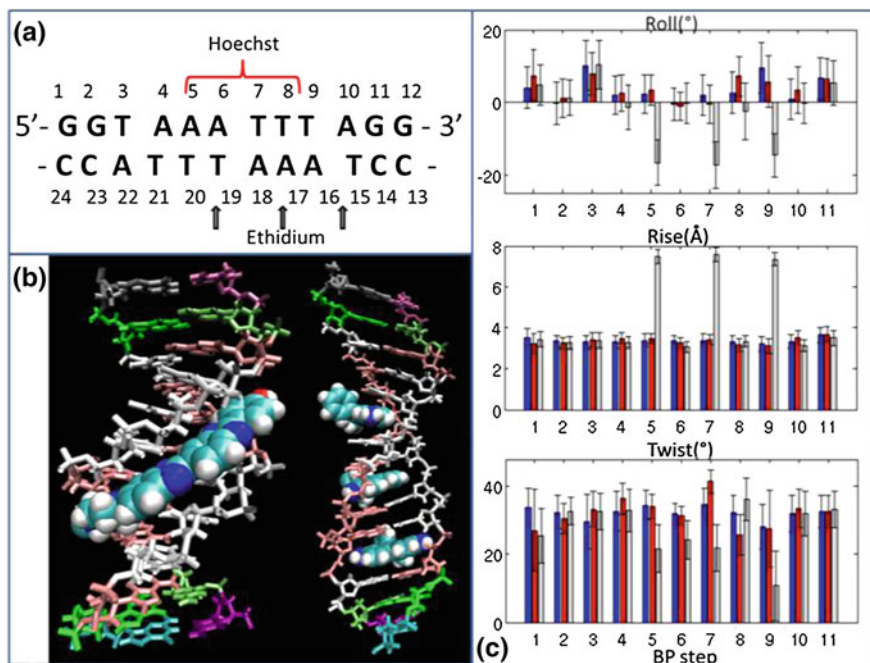 (a)
Hoechst
1 2 3 4 5 6 7 8 9 10 11 12
5’- G G T A A A T T T A G G - 3’
- C C A T T T A A A T C C -
24 23 22 21 20 19 18 17 16 15 14 13
Ethidium
(b)
Roll(°)
20
0
-20
1 2 3 4 5 6 7 8 9 10 11
Rise(Å)
8
6
4
2
0
1 2 3 4 5 6 7 8 9 10 11
Twist(°)
40
20
0
1 2 3 4 5 6 7 8 9 10 11
(c)
BP step